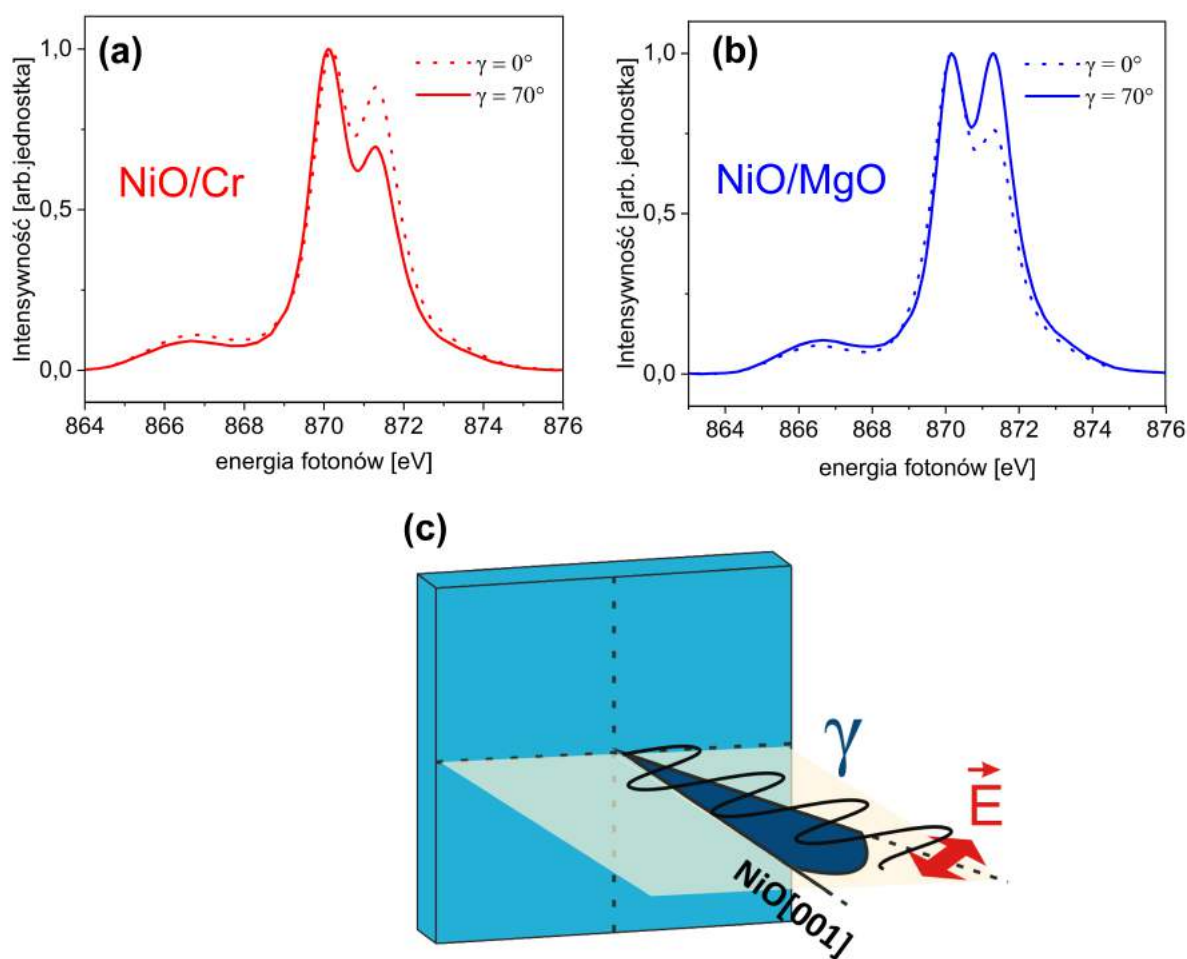 (a)
γ = 0°
γ = 70°
NiO/Cr
Intensywność [arb.jednostka]
1,0
0,5
0,0
864 866 868 870 872 874 876
energia fotonów [eV]
(b)
γ = 0°
γ = 70°
NiO/MgO
Intensywność [arb. jednostka]
1,0
0,5
0,0
864 866 868 870 872 874 876
energia fotonów [eV]
(c)
γ
E
NiO[001]